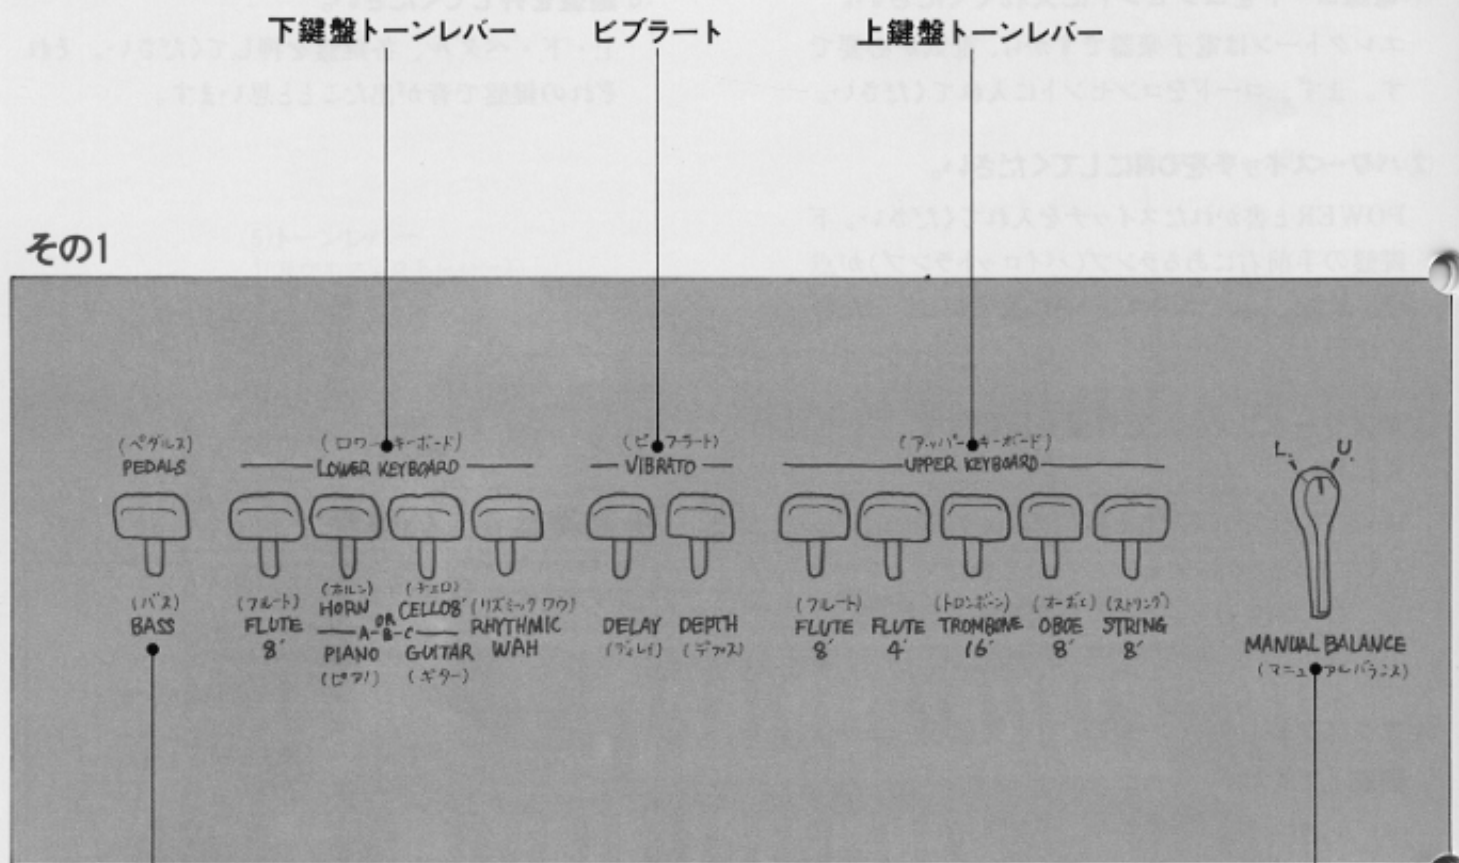 下鍵盤トーンレバー ビブラート 上鍵盤トーンレバー
その1
(ペダルス) (ロワーキーボード) (ビブラート) (アッパーキーボード)
PEDALS LOWER KEYBOARD VIBRATO UPPER KEYBOARD
L. U.
(バス)
BASS
(フルート)
FLUTE
8′
(ホルン)
HORN
OR
(チェロ)
CELLO8′
A-B-C
PIANO
(ピアノ)
GUITAR
(ギター)
(リズミック ワウ)
RHYTHMIC
WAH
DELAY
(ディレイ)
DEPTH
(デプス)
(フルート)
FLUTE
8′
FLUTE
4′
(トロンボーン)
TROMBONE
16′
(オーボエ)
OBOE
8′
(ストリング)
STRING
8′
MANUAL BALANCE
(マニュアルバランス)